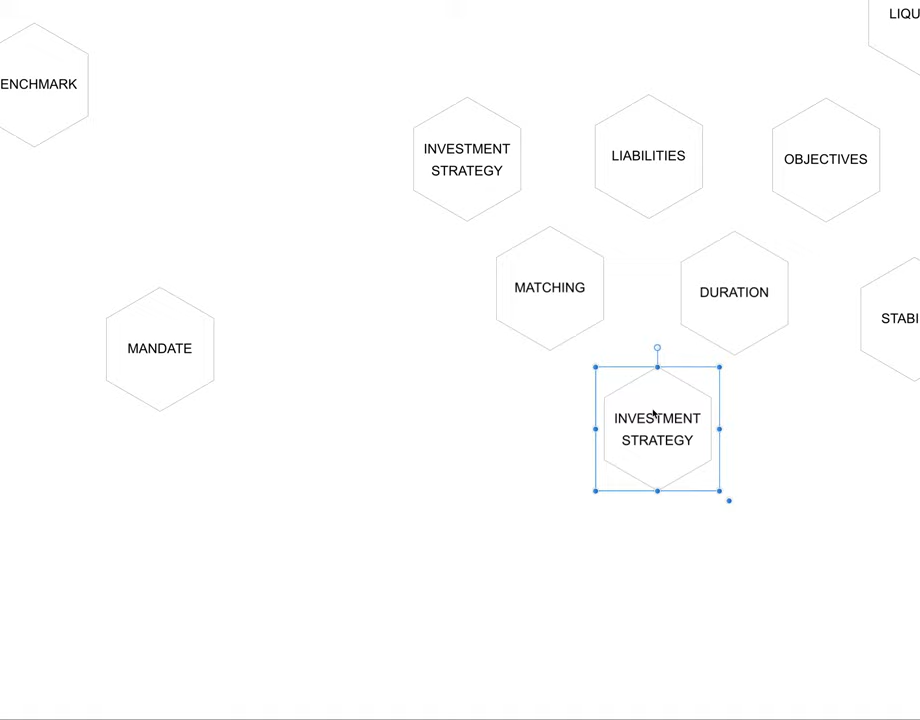 LIQU
ENCHMARK
INVESTMENT
STRATEGY
LIABILITIES
OBJECTIVES
MATCHING
DURATION
STABI
MANDATE
INVESTMENT
STRATEGY